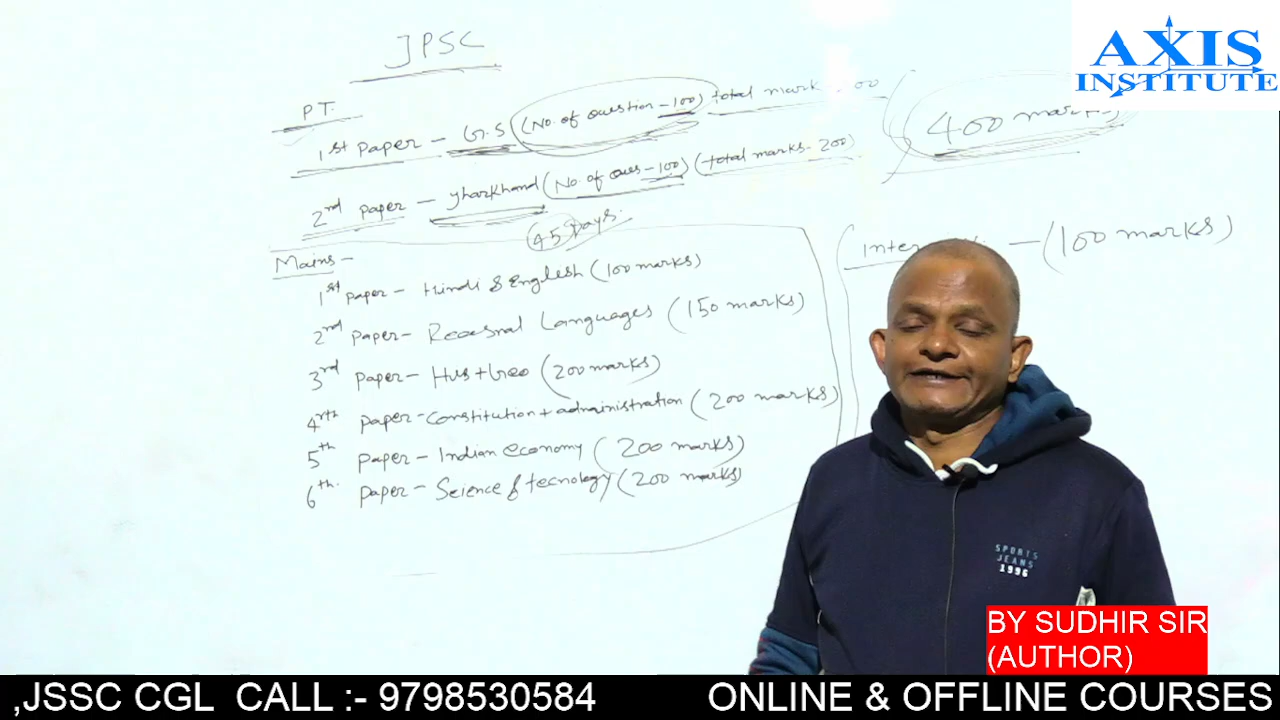 JPSC
AXIS
INSTITUTE
PT.
1st Paper - G.S (No. of question - 100) total mark 00
400 marks
2nd Paper - Jharkhand (No. of Ques - 100) (total marks - 200)
45 Days.
Inter - (100 marks)
Mains -
1st Paper - Hindi & English (100 marks)
2nd Paper - Languages (150 marks)
3rd Paper - His + Geo (200 marks)
4rth Paper - Constitution + administration (200 marks)
5th Paper - Indian economy (200 marks)
6th. Paper - Science & tecnology (200 marks)
SPORTS
JEANS
1996
BY SUDHIR SIR
(AUTHOR)
,JSSC CGL CALL :- 9798530584 ONLINE & OFFLINE COURSES